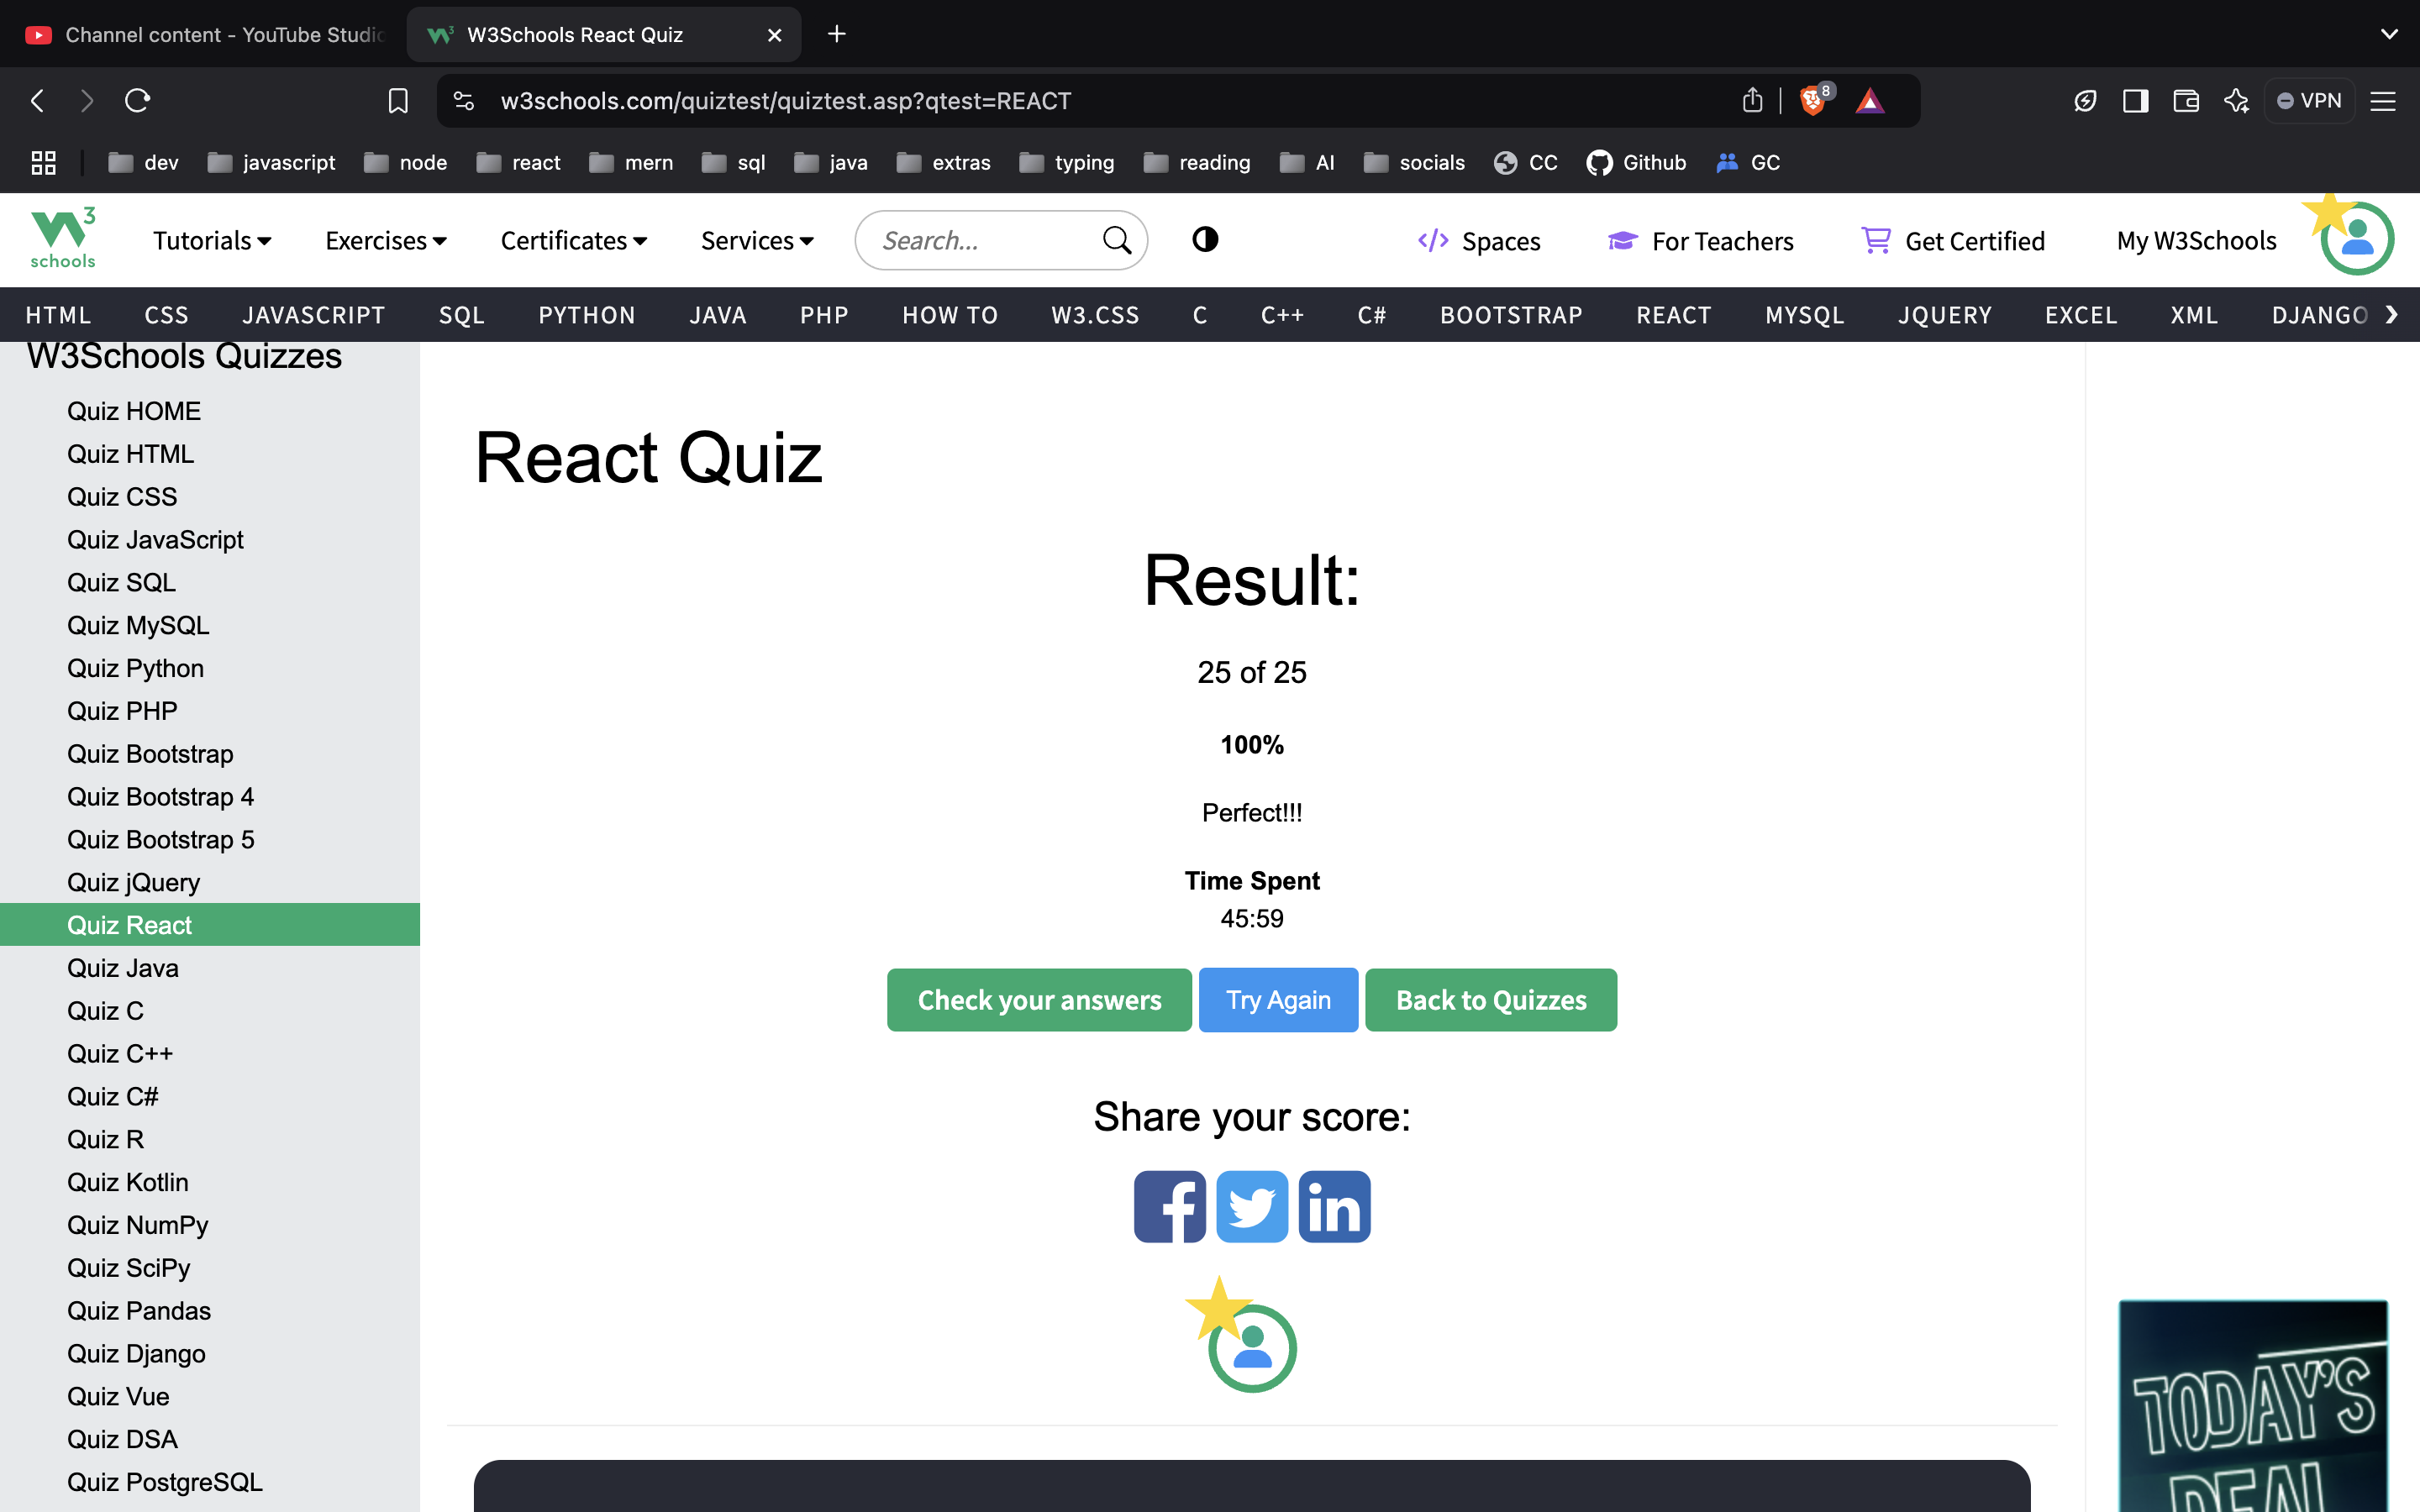 Channel content - YouTube Studio
W3Schools React Quiz
w3schools.com/quiztest/quiztest.asp?qtest=REACT
8
VPN
dev
javascript
node
react
mern
sql
java
extras
typing
reading
AI
socials
CC
Github
GC
3
schools
Tutorials
Exercises
Certificates
Services
Search...
</> Spaces
For Teachers
Get Certified
My W3Schools
HTML
CSS
JAVASCRIPT
SQL
PYTHON
JAVA
PHP
HOW TO
W3.CSS
C
C++
C#
BOOTSTRAP
REACT
MYSQL
JQUERY
EXCEL
XML
DJANGO
W3Schools Quizzes
Quiz HOME
Quiz HTML
Quiz CSS
Quiz JavaScript
Quiz SQL
Quiz MySQL
Quiz Python
Quiz PHP
Quiz Bootstrap
Quiz Bootstrap 4
Quiz Bootstrap 5
Quiz jQuery
Quiz React
Quiz Java
Quiz C
Quiz C++
Quiz C#
Quiz R
Quiz Kotlin
Quiz NumPy
Quiz SciPy
Quiz Pandas
Quiz Django
Quiz Vue
Quiz DSA
Quiz PostgreSQL
React Quiz
Result:
25 of 25
100%
Perfect!!!
Time Spent
45:59
Check your answers
Try Again
Back to Quizzes
Share your score:
f
in
TODAY'S
DEAL